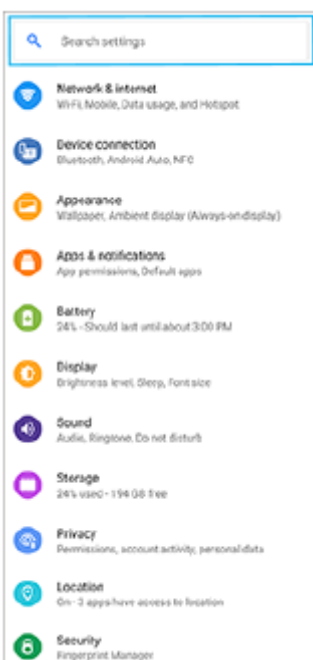 Search settings
Network & internet
Wi-Fi, Mobile, Data usage, and Hotspot
Device connection
Bluetooth, Android Auto, NFC
Appearance
Wallpaper, Ambient display (Always-on display)
Apps & notifications
App permissions, Default apps
Battery
24% - Should last until about 3:00 PM
Display
Brightness level, Sleep, Font size
Sound
Audio, Ringtone, Do not disturb
Storage
24% used - 194 GB free
Privacy
Permissions, account activity, personal data
Location
On - 3 apps have access to location
Security
Fingerprint Manager